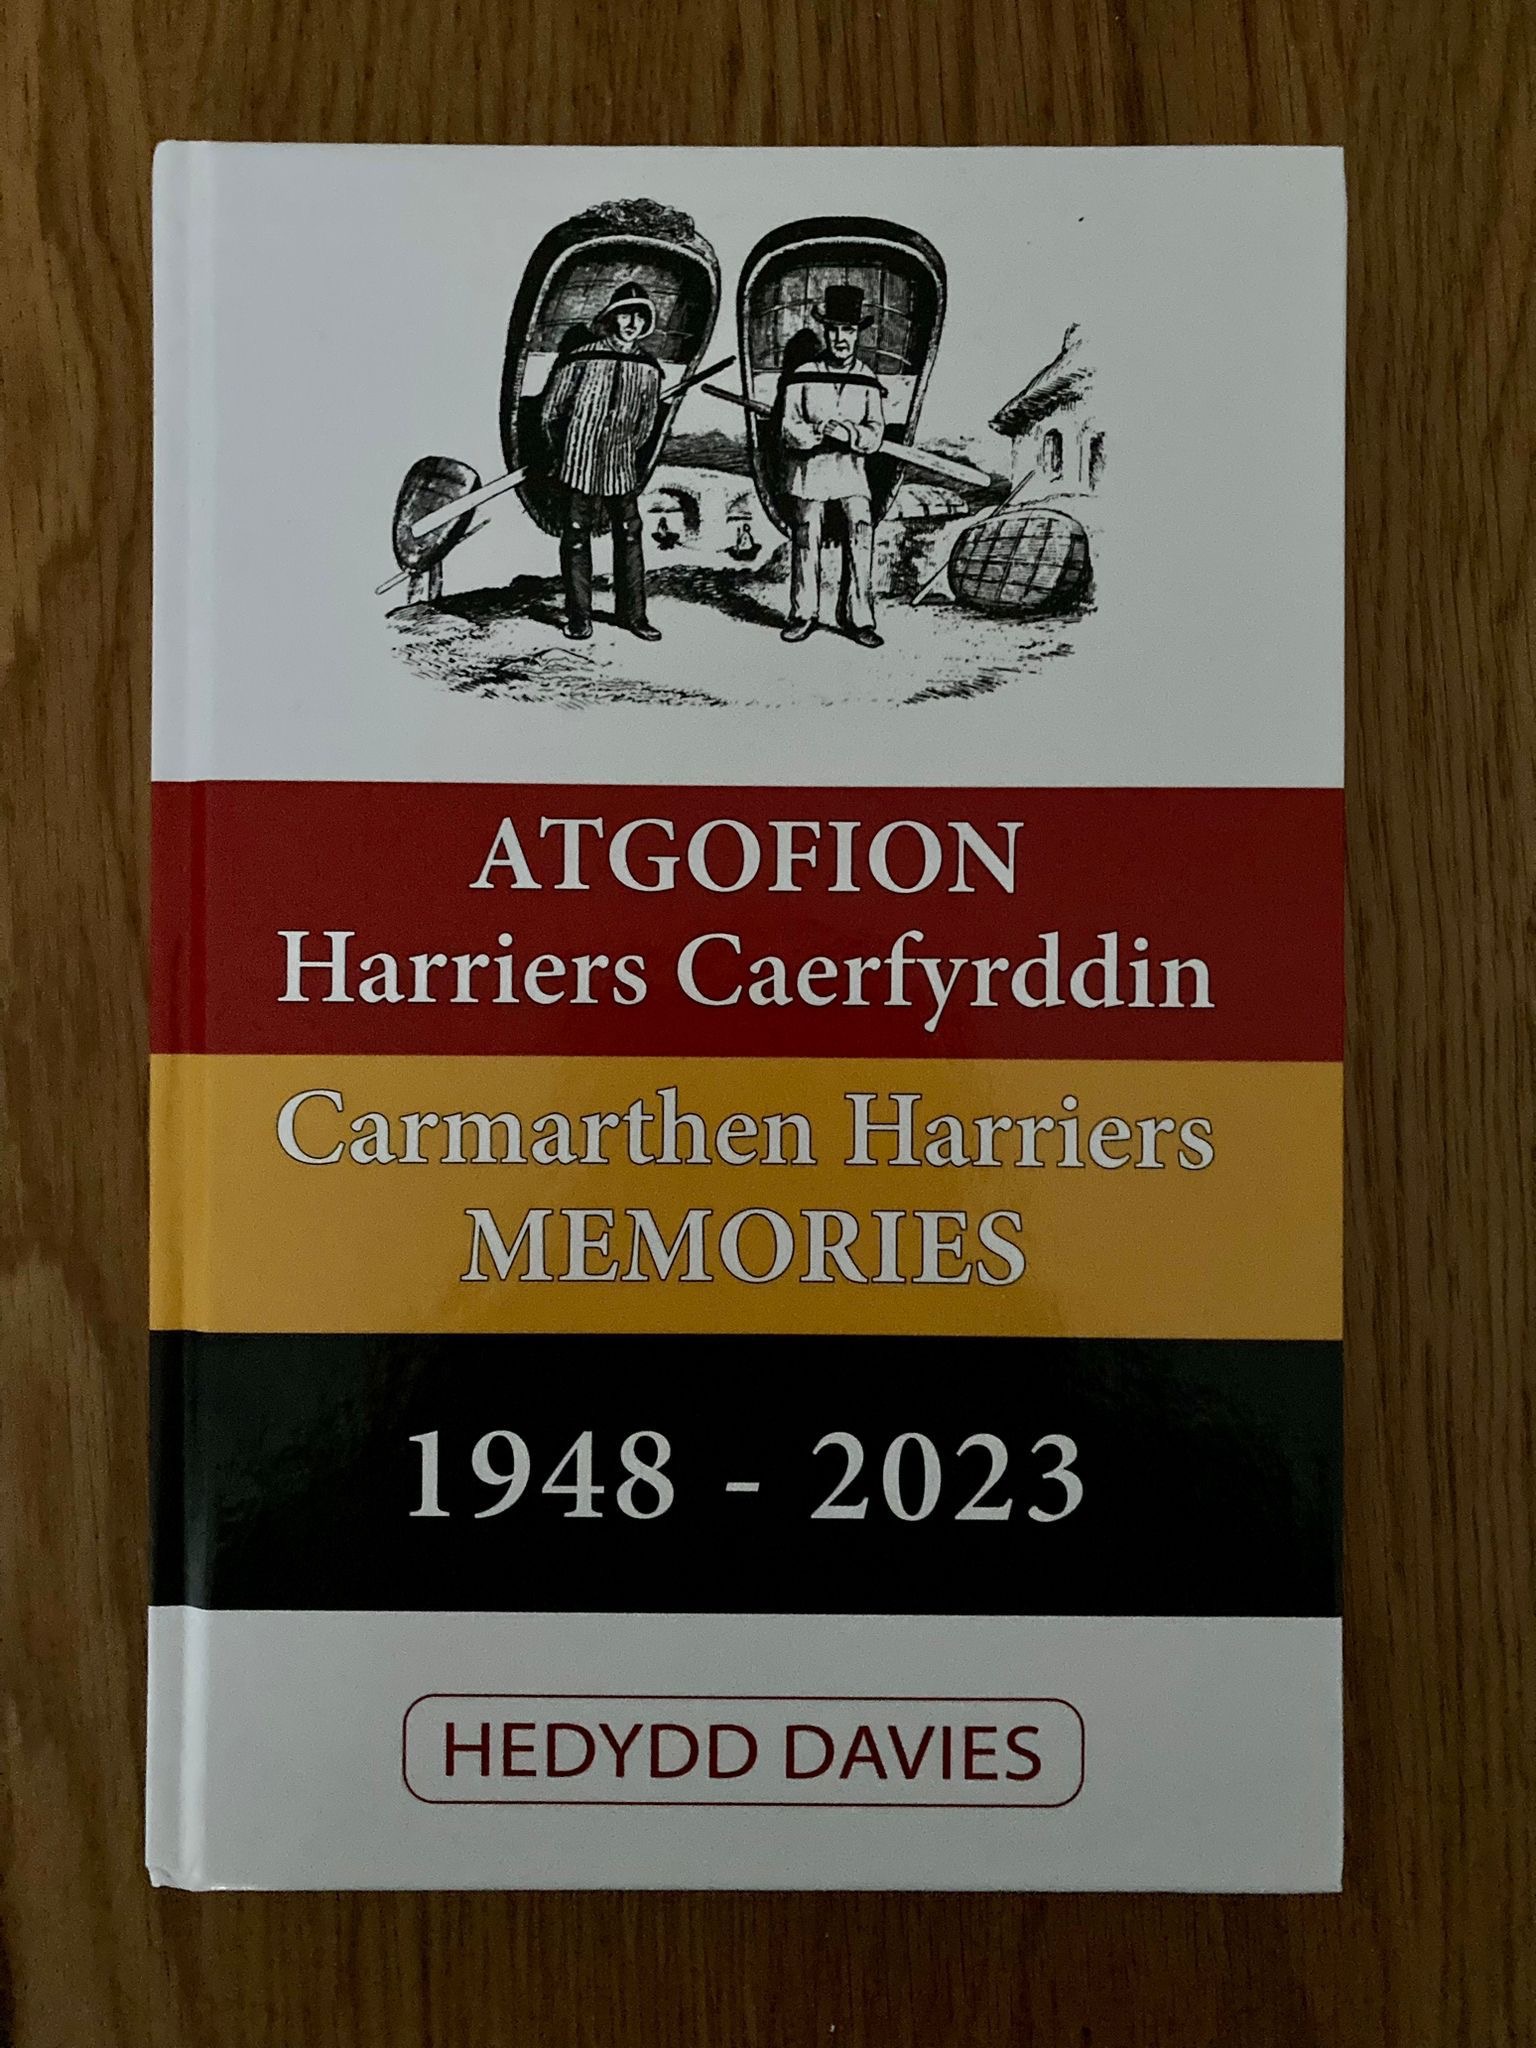 ATGOFION
Harriers Caerfyrddin
Carmarthen Harriers
MEMORIES
1948 - 2023
HEDYDD DAVIES